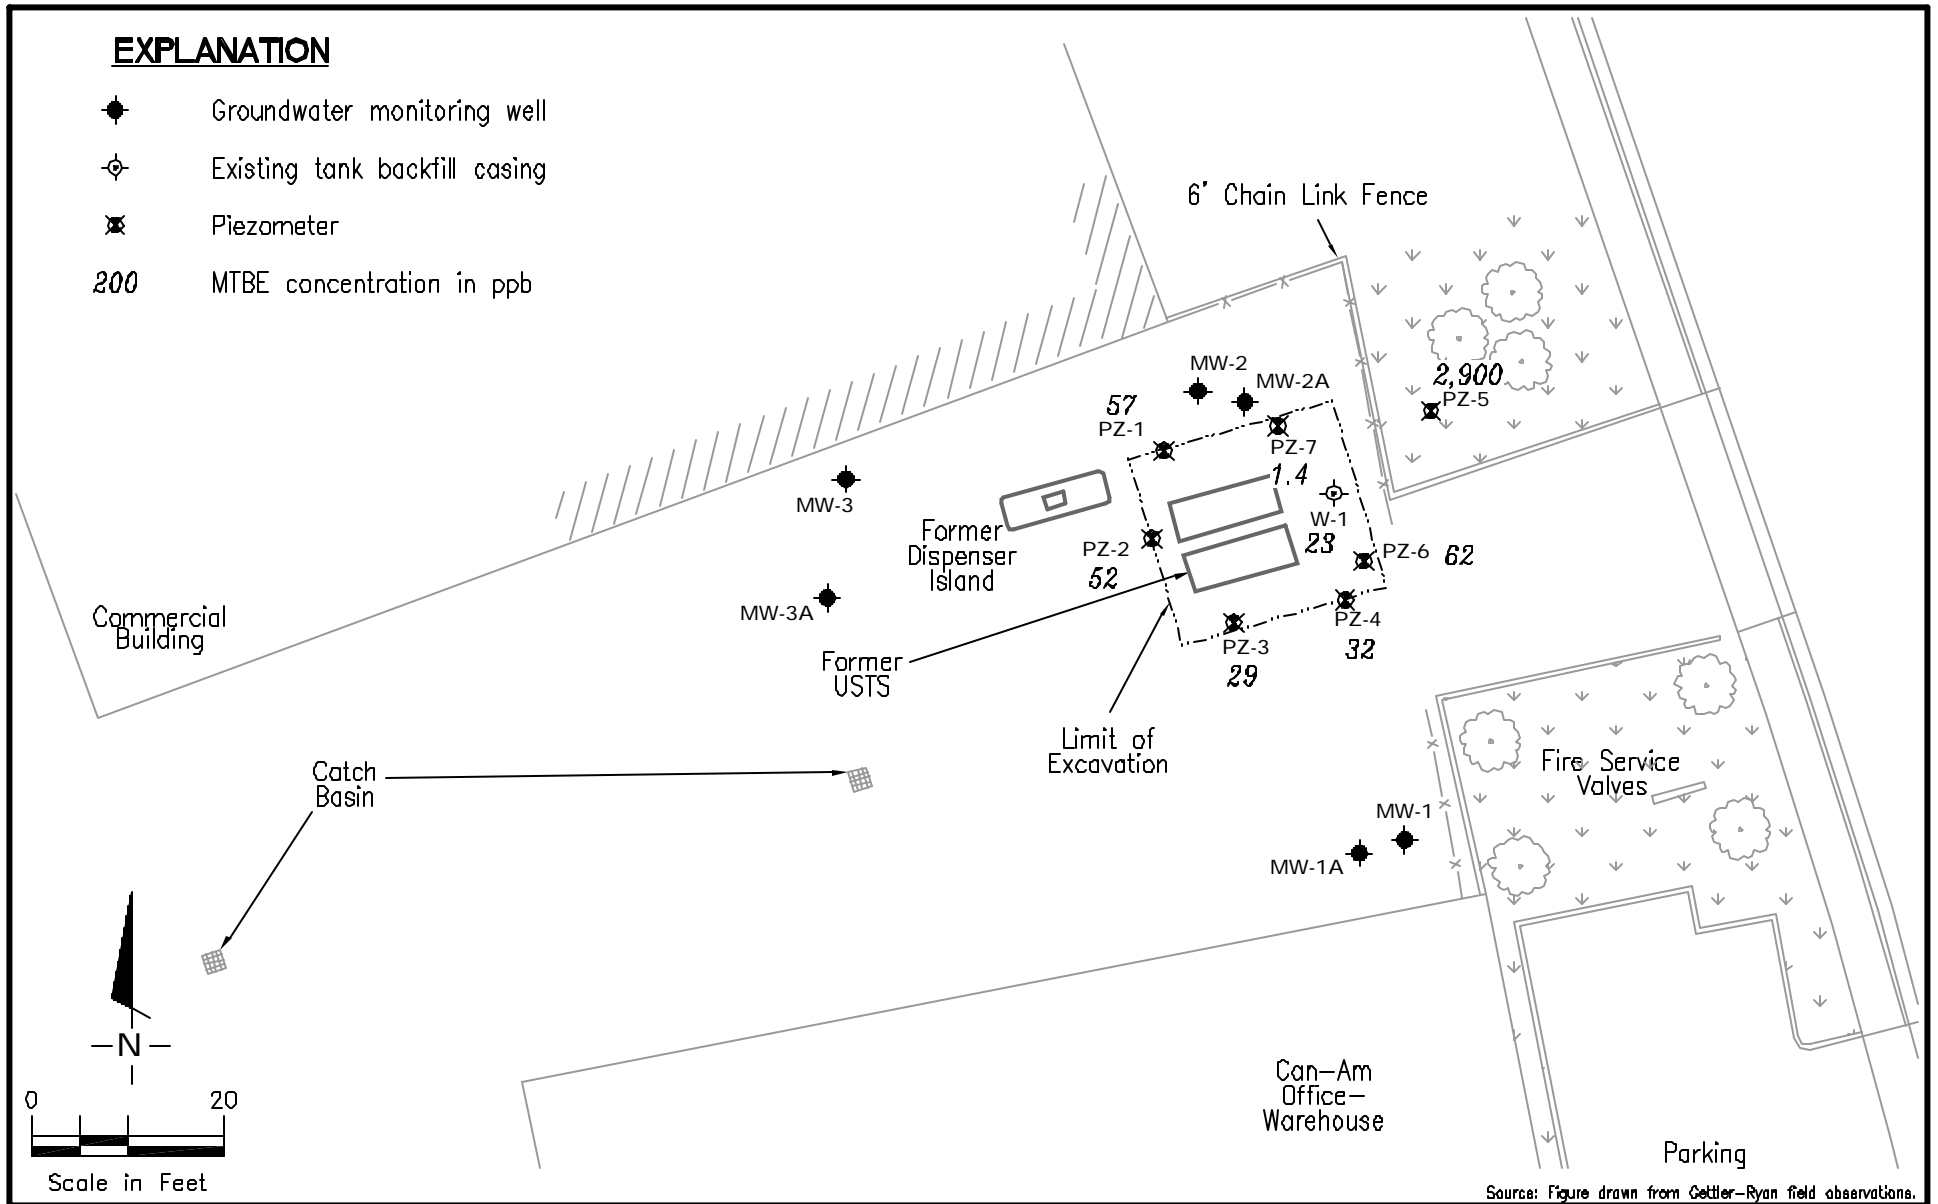 EXPLANATION
Groundwater monitoring well
Existing tank backfill casing
Piezometer
200 MTBE concentration in ppb
6' Chain Link Fence
2,900
PZ-5
MW-2
MW-2A
57
PZ-1
PZ-7
1.4
MW-3
W-1
23
Former
Dispenser
Island
PZ-2
52
PZ-6 62
MW-3A
PZ-4
32
PZ-3
29
Commercial
Building
Former
USTS
Limit of
Excavation
Catch
Basin
Fire Service
Valves
MW-1
MW-1A
N
0 20
Scale in Feet
Can-Am
Office-
Warehouse
Parking
Source: Figure drawn from Gettler-Ryan field observations.